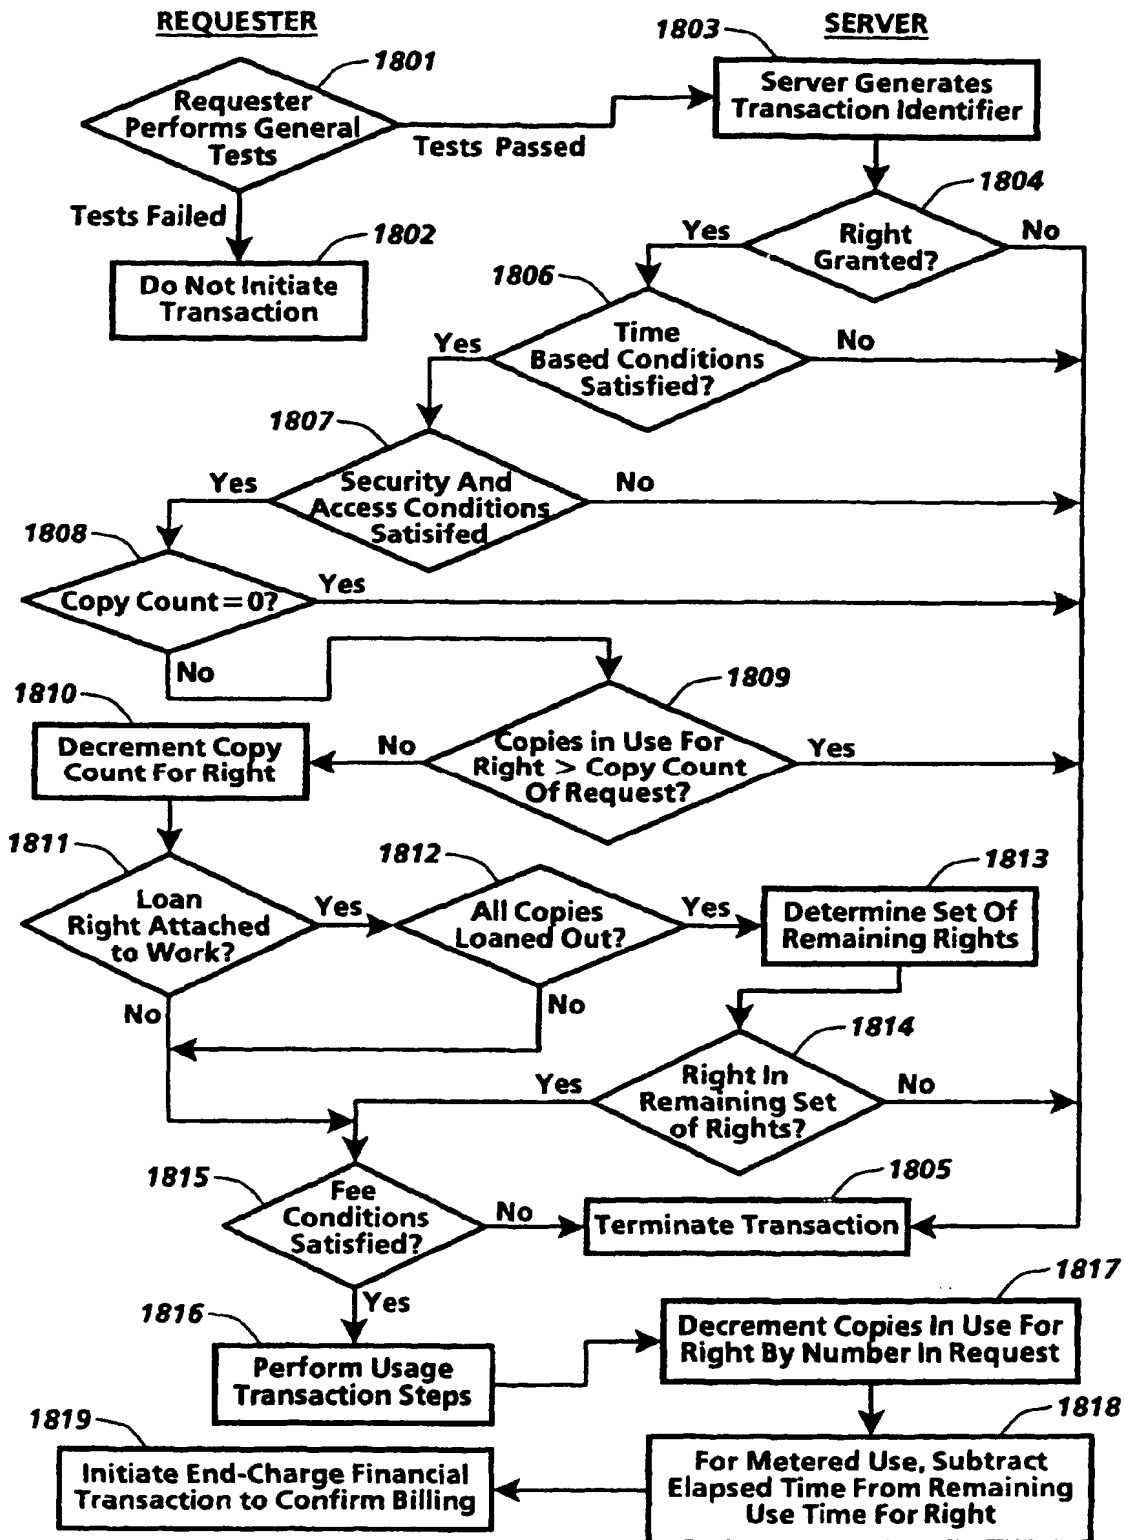 REQUESTER
SERVER
1801
1803
Requester
Performs General
Tests
Server Generates
Transaction Identifier
Tests Passed
Tests Failed
1802
1804
Do Not Initiate
Transaction
Yes
Right
Granted?
No
1806
Yes
Time
Based Conditions
Satisfied?
No
1807
Yes
Security And
Access Conditions
Satisifed
No
1808
Copy Count = 0?
Yes
No
1809
1810
Decrement Copy
Count For Right
No
Copies in Use For
Right > Copy Count
Of Request?
Yes
1811
1812
1813
Loan
Right Attached
to Work?
Yes
All Copies
Loaned Out?
Yes
Determine Set Of
Remaining Rights
No
No
1814
Yes
Right In
Remaining Set
of Rights?
No
1815
1805
Fee
Conditions
Satisfied?
No
Terminate Transaction
1817
Yes
1816
Decrement Copies In Use For
Right By Number In Request
Perform Usage
Transaction Steps
1818
1819
Initiate End-Charge Financial
Transaction to Confirm Billing
For Metered Use, Subtract
Elapsed Time From Remaining
Use Time For Right